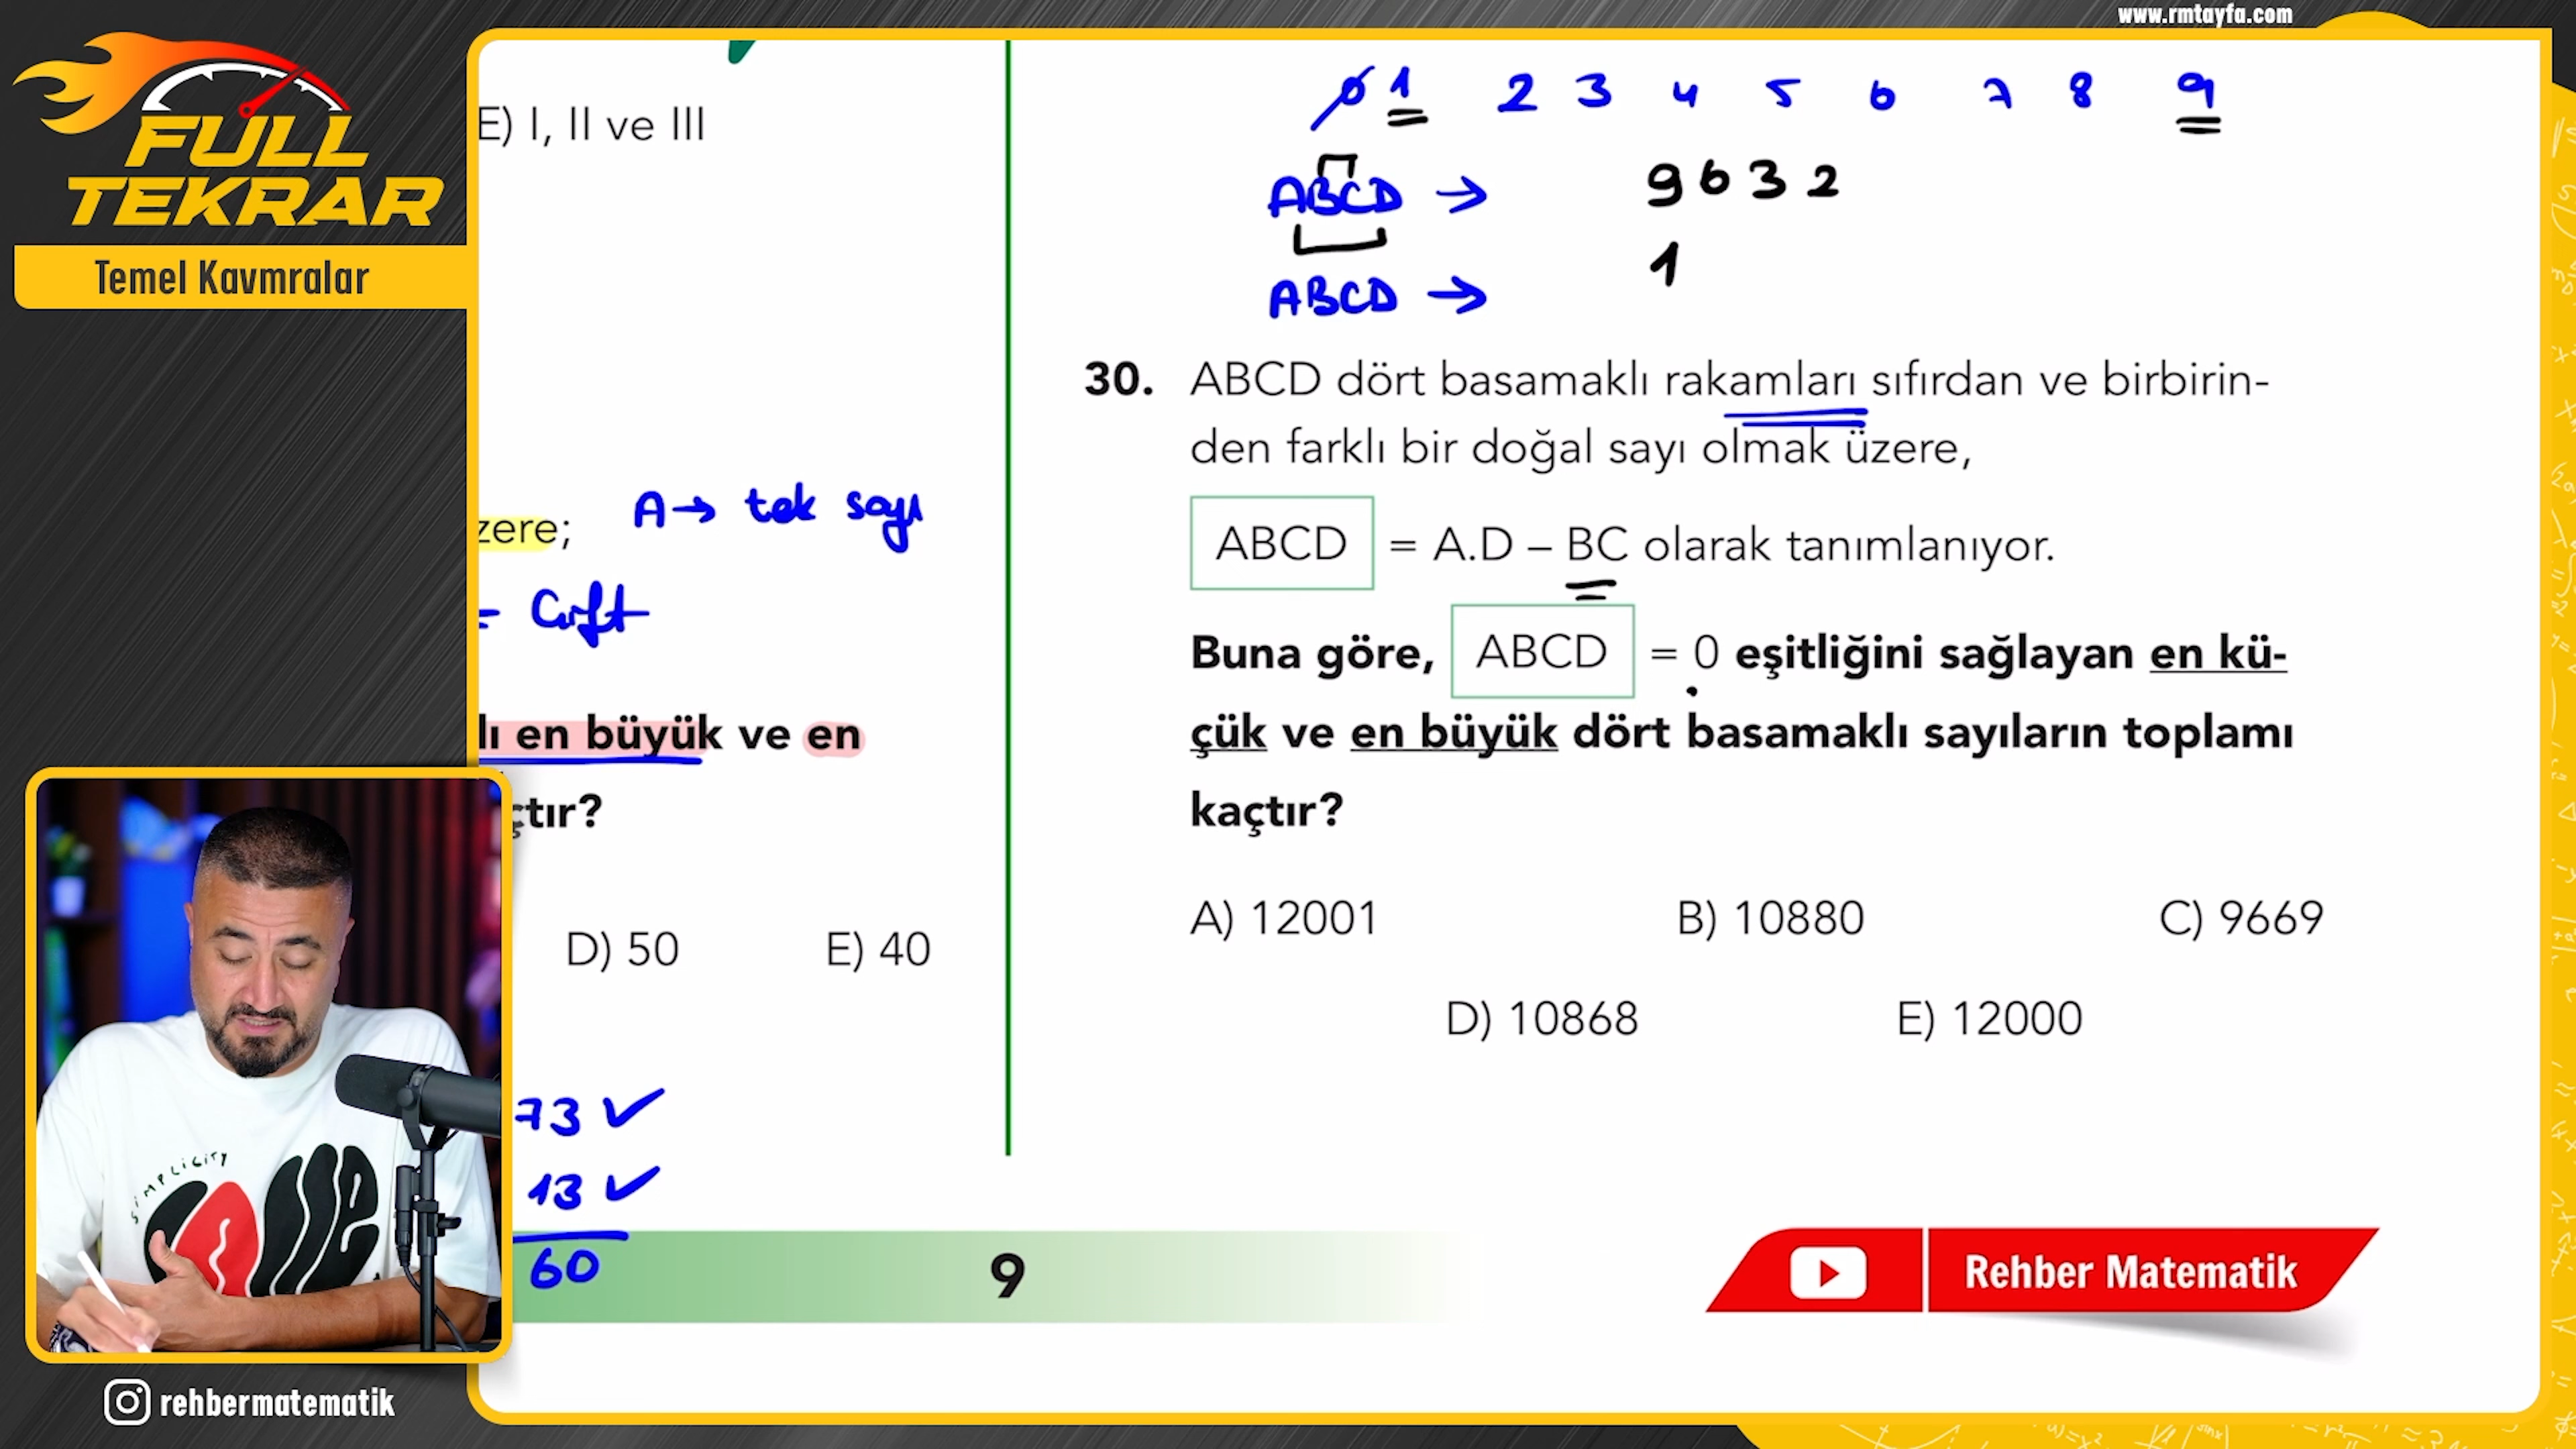 www.rmtayfa.com
FULL
TEKRAR
Temel Kavmralar
E) I, II ve III
zere;
A → tek sayı
= Çift
lı en büyük ve en
çtır?
D) 50 E) 40
73 ✓
13 ✓
60
0 1 2 3 4 5 6 7 8 9
ABCD → 9632
ABCD → 1
30. ABCD dört basamaklı rakamları sıfırdan ve birbirin-
den farklı bir doğal sayı olmak üzere,
ABCD = A.D – BC olarak tanımlanıyor.
Buna göre, ABCD = 0 eşitliğini sağlayan en kü-
çük ve en büyük dört basamaklı sayıların toplamı
kaçtır?
A) 12001 B) 10880 C) 9669
D) 10868 E) 12000
9
Rehber Matematik
simplicity
rehbermatematik